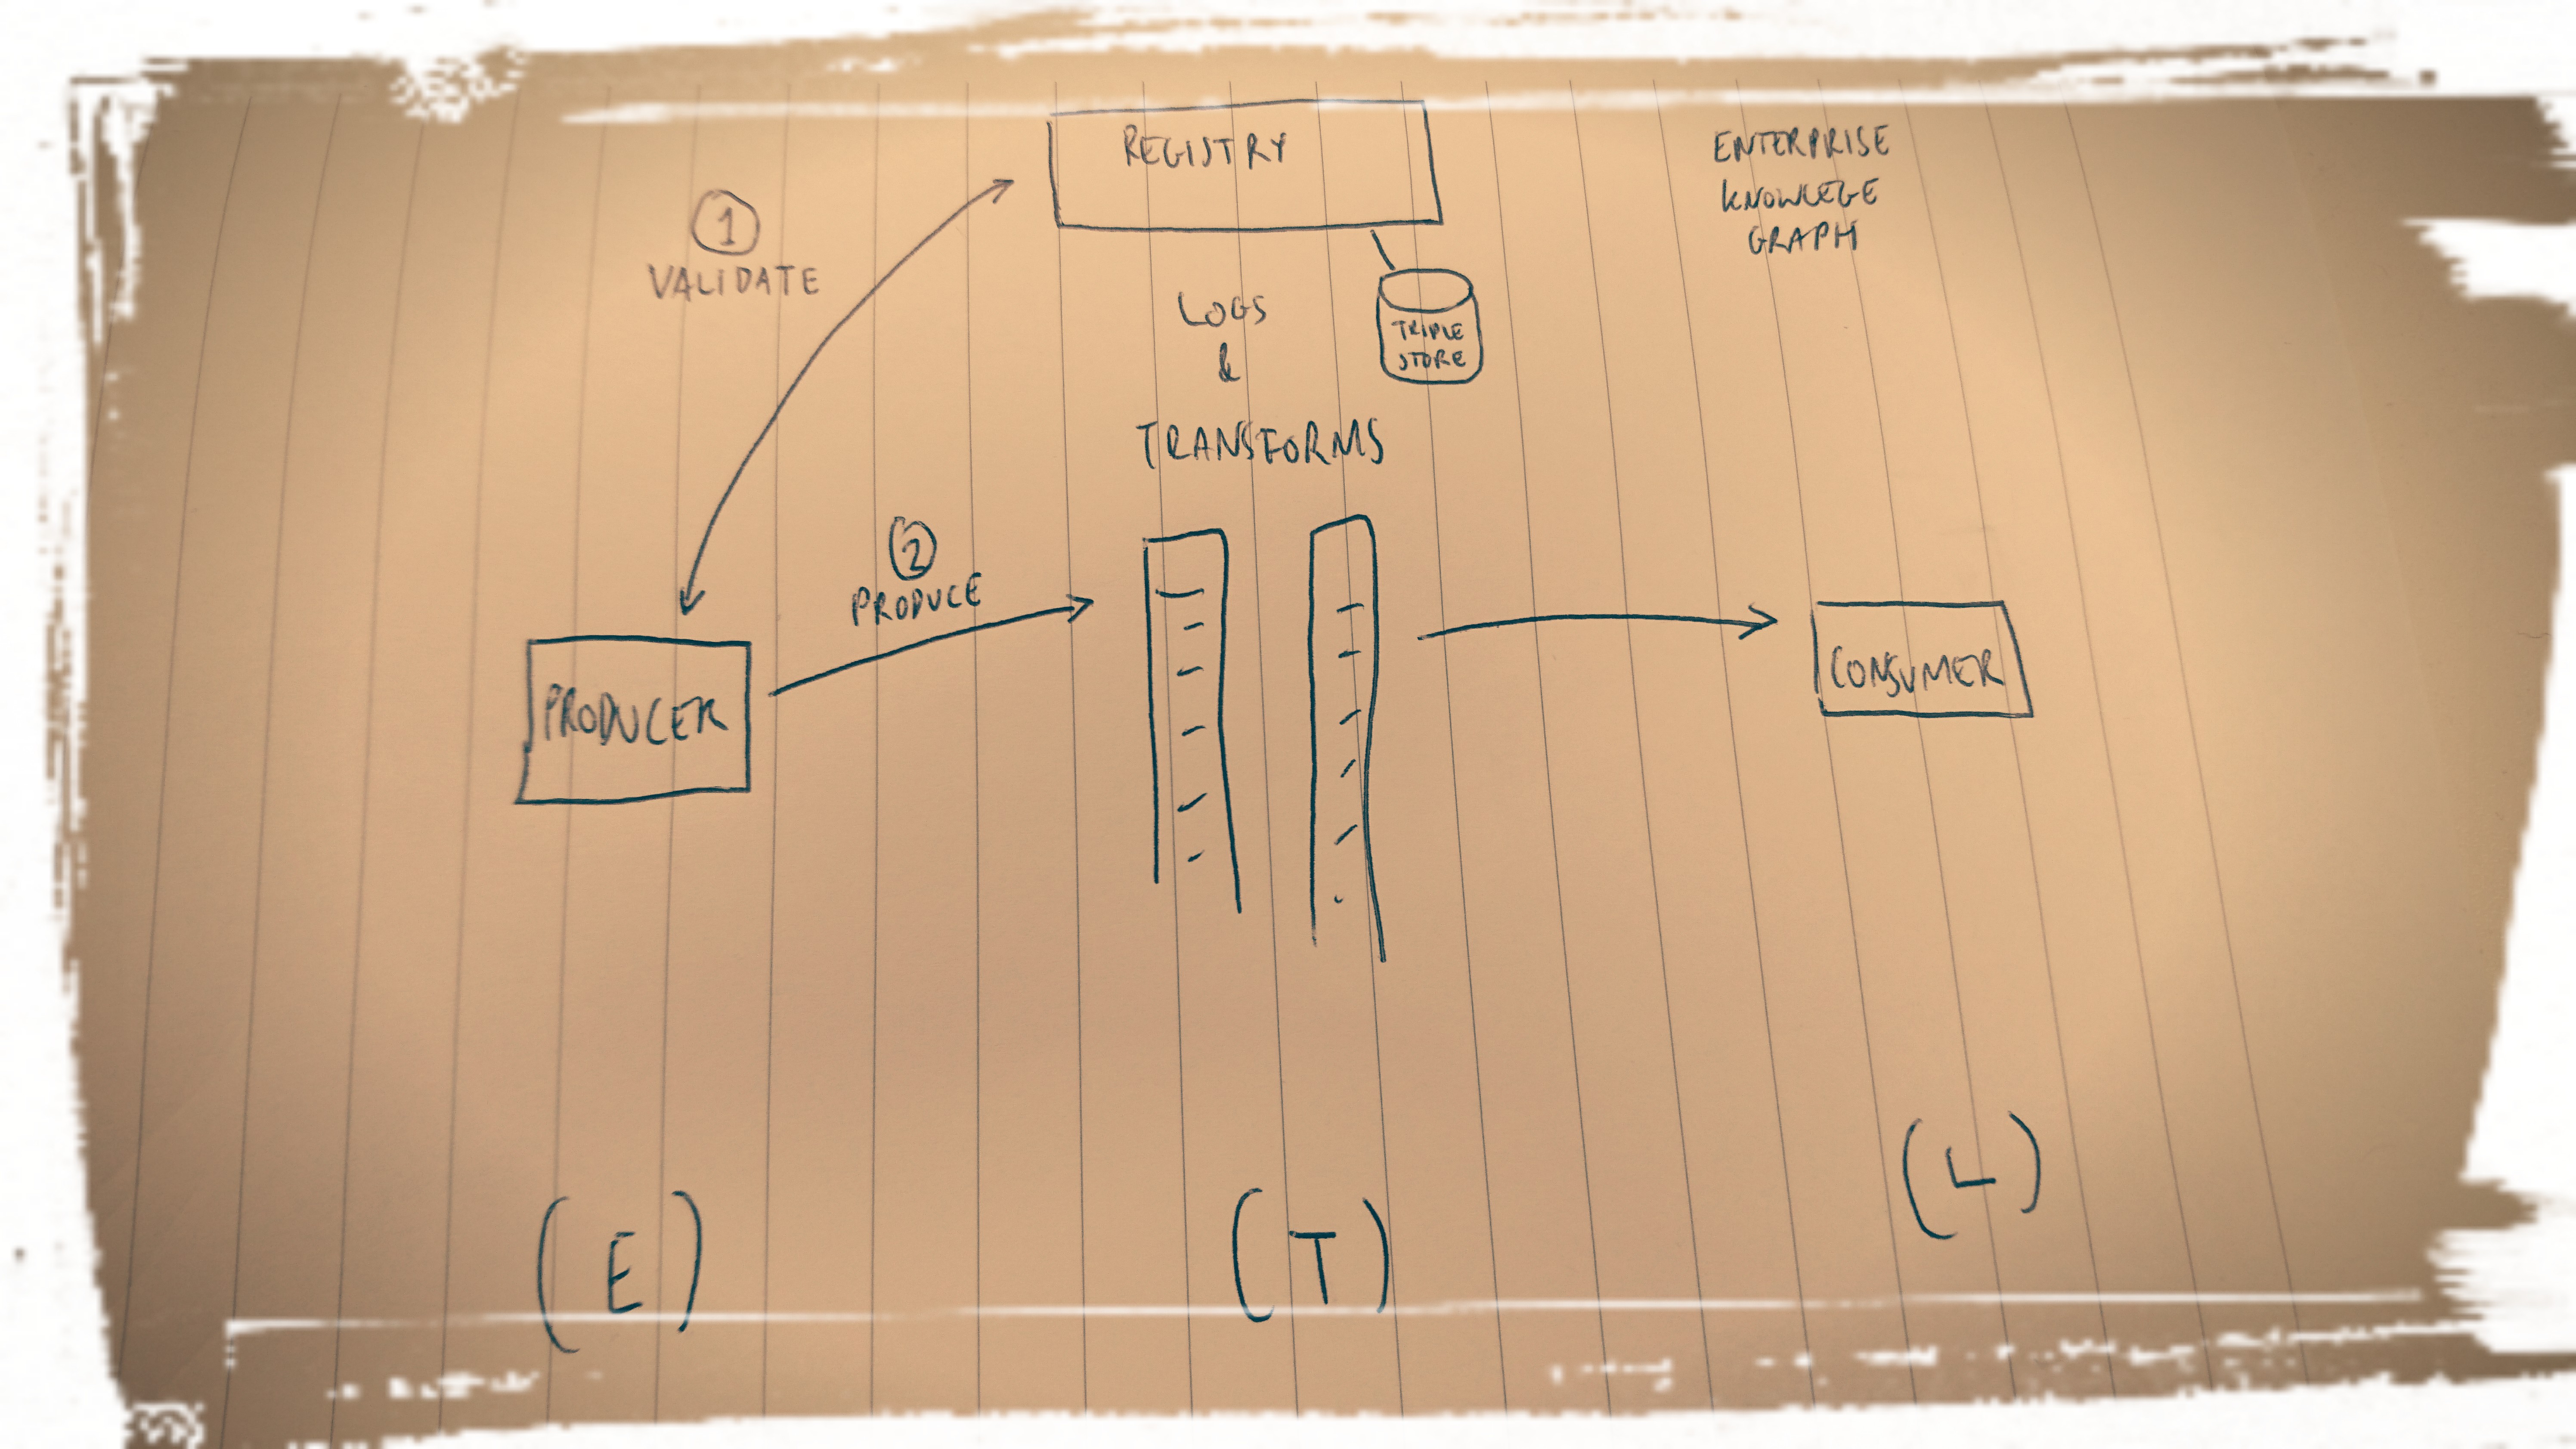 REGISTRY
ENTERPRISE
KNOWLEGE
GRAPH
1
VALIDATE
LOGS
&
TRANSFORMS
TRIPLE
STORE
2
PRODUCE
PRODUCER
CONSUMER
(E)
(T)
(L)